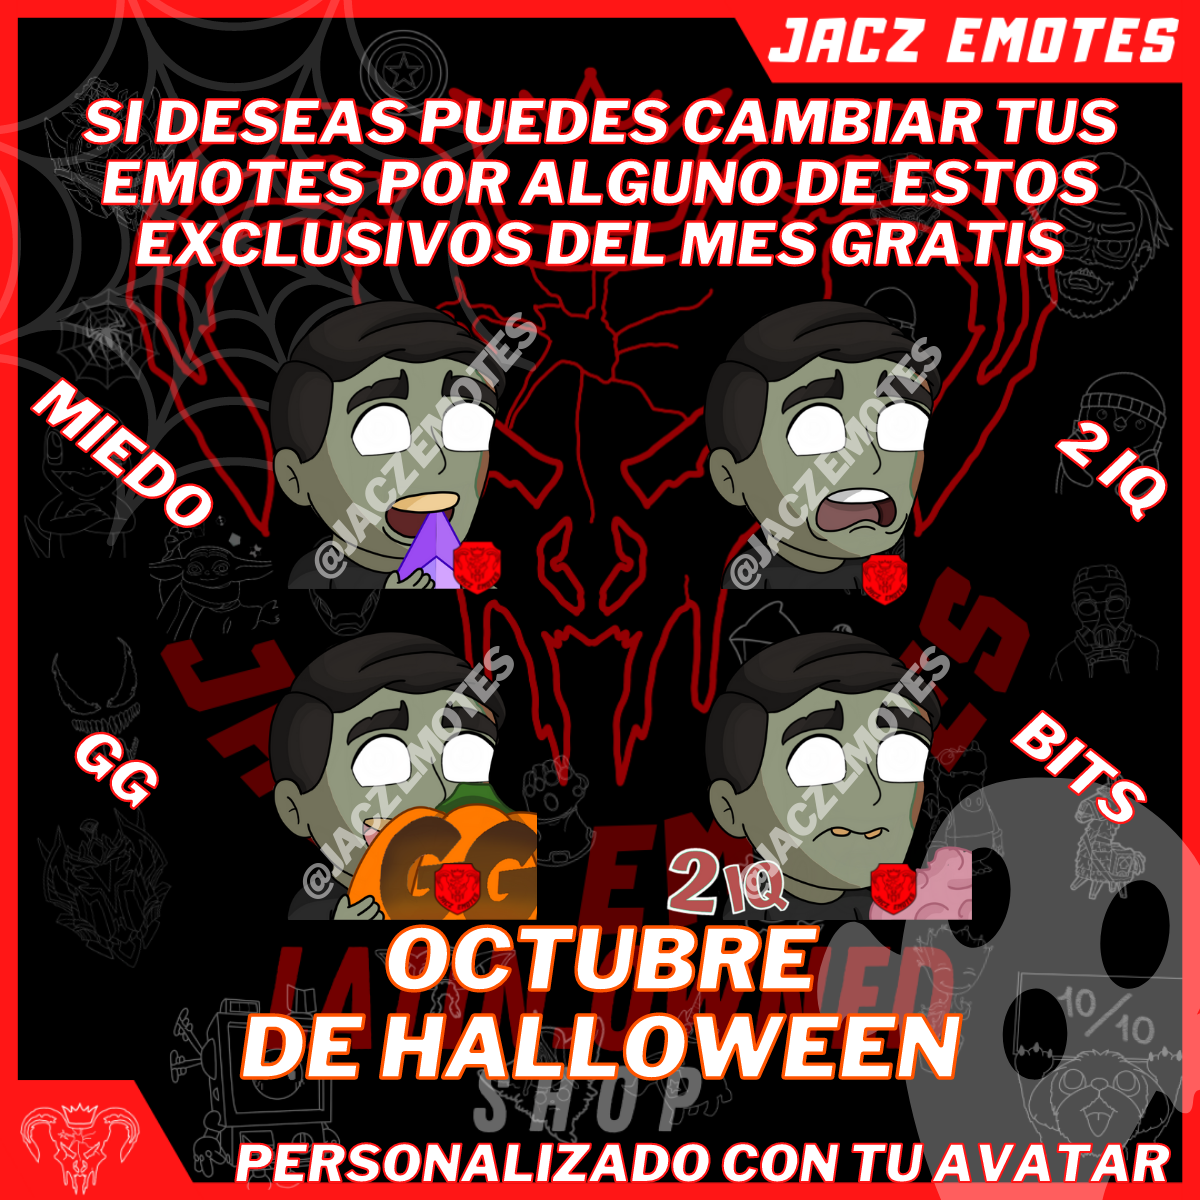 JACZ EMOTES
SI DESEAS PUEDES CAMBIAR TUS
EMOTES POR ALGUNO DE ESTOS
EXCLUSIVOS DEL MES GRATIS
MIEDO
2 IQ
@JACZEMOTES
@JACZEMOTES
GG
BITS
@JACZEMOTES
@JACZEMOTES
GG
2 IQ
LATIN OWNED
OCTUBRE
DE HALLOWEEN
10/10
SHOP
PERSONALIZADO CON TU AVATAR